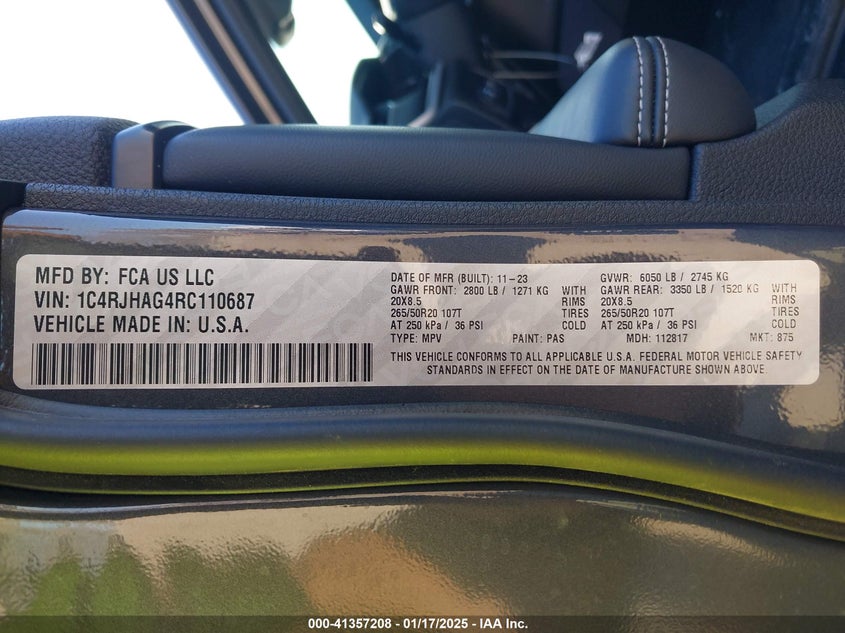 MFD BY: FCA US LLC
VIN: 1C4RJHAG4RC110687
VEHICLE MADE IN: U.S.A.
DATE OF MFR (BUILT): 11-23 GVWR: 6050 LB / 2745 KG
GAWR FRONT: 2800 LB / 1271 KG WITH GAWR REAR: 3350 LB / 1520 KG WITH
20X8.5 RIMS 20X8.5 RIMS
265/50R20 107T TIRES 265/50R20 107T TIRES
AT 250 kPa / 36 PSI COLD AT 250 kPa / 36 PSI COLD
TYPE: MPV PAINT: PAS MDH: 112817 MKT: 875
THIS VEHICLE CONFORMS TO ALL APPLICABLE U.S.A. FEDERAL MOTOR VEHICLE SAFETY
STANDARDS IN EFFECT ON THE DATE OF MANUFACTURE SHOWN ABOVE.
000-41357208 - 01/17/2025 - IAA Inc.